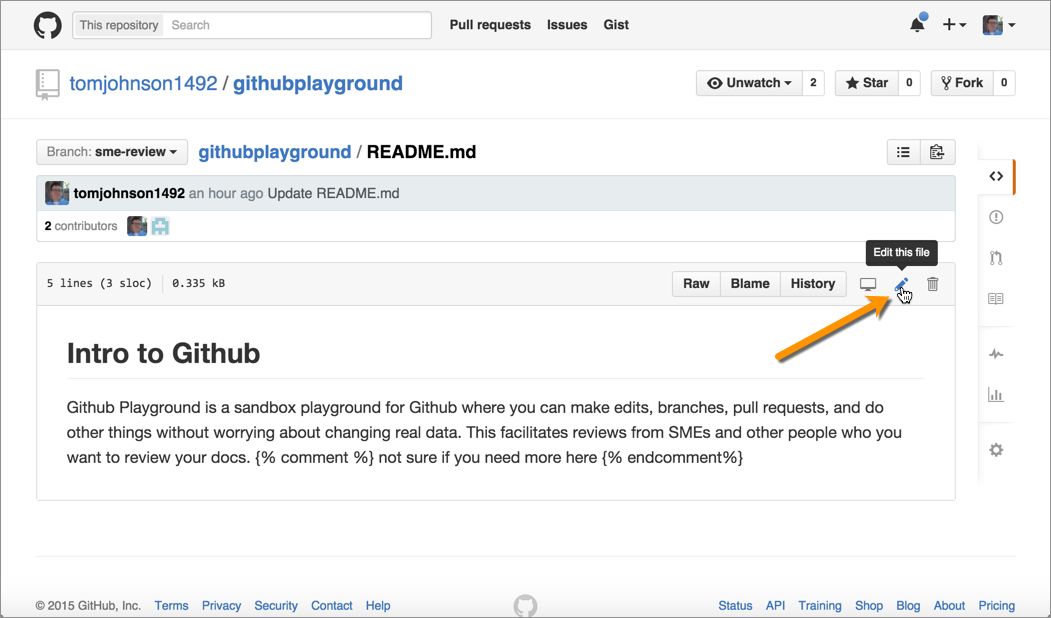 This repository Search Pull requests Issues Gist
tomjohnson1492 / githubplayground Unwatch 2 Star 0 Fork 0
Branch: sme-review githubplayground / README.md
tomjohnson1492 an hour ago Update README.md
2 contributors
Edit this file
5 lines (3 sloc) 0.335 kB Raw Blame History
Intro to Github
Github Playground is a sandbox playground for Github where you can make edits, branches, pull requests, and do
other things without worrying about changing real data. This facilitates reviews from SMEs and other people who you
want to review your docs. {% comment %} not sure if you need more here {% endcomment%}
© 2015 GitHub, Inc. Terms Privacy Security Contact Help Status API Training Shop Blog About Pricing